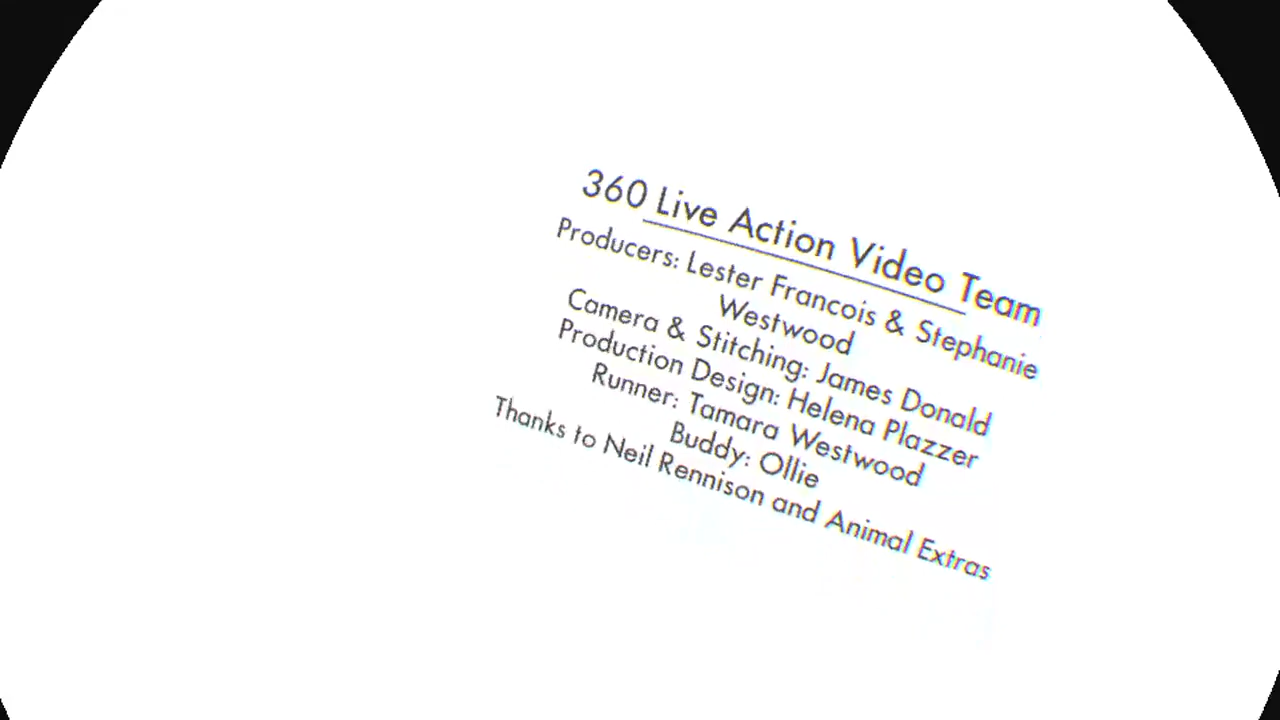 360 Live Action Video Team
Producers: Lester Francois & Stephanie
Westwood
Camera & Stitching: James Donald
Production Design: Helena Plazzer
Runner: Tamara Westwood
Buddy: Ollie
Thanks to Neil Rennison and Animal Extras